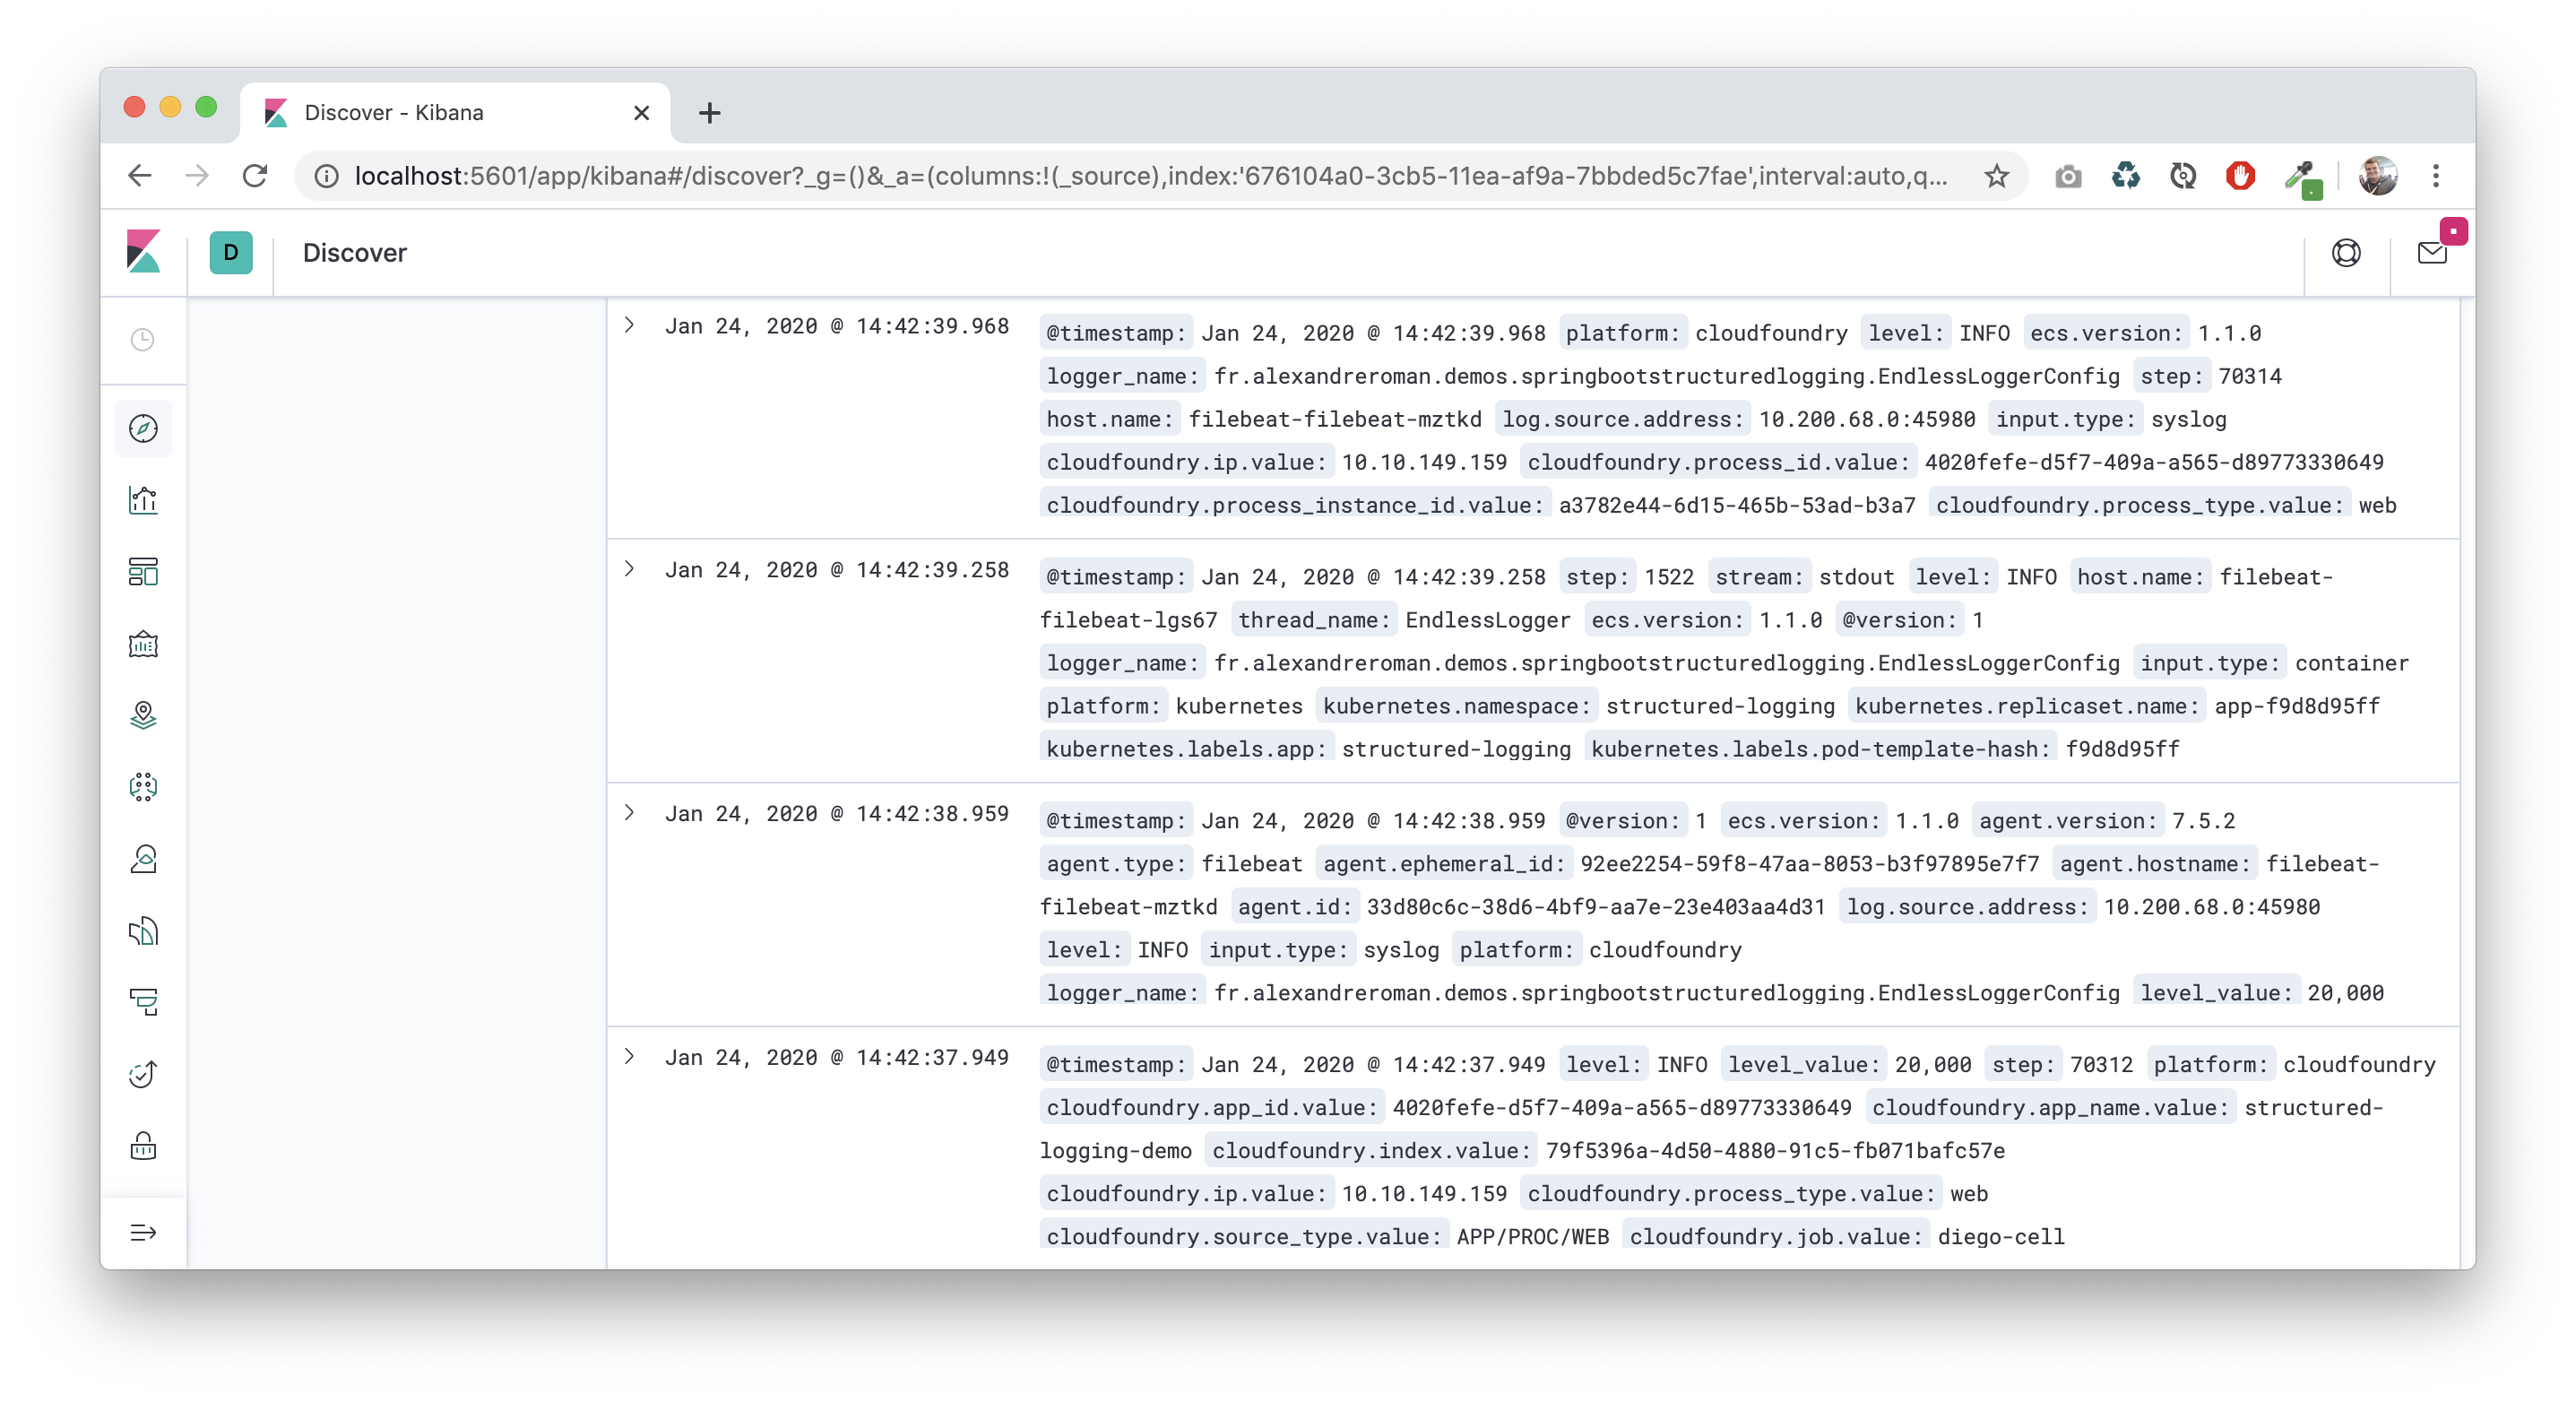 Discover - Kibana
localhost:5601/app/kibana#/discover?_g=()&_a=(columns:!(_source),index:'676104a0-3cb5-11ea-af9a-7bbded5c7fae',interval:auto,q...
D Discover
Jan 24, 2020 @ 14:42:39.968 @timestamp: Jan 24, 2020 @ 14:42:39.968 platform: cloudfoundry level: INFO ecs.version: 1.1.0
logger_name: fr.alexandreroman.demos.springbootstructuredlogging.EndlessLoggerConfig step: 70314
host.name: filebeat-filebeat-mztkd log.source.address: 10.200.68.0:45980 input.type: syslog
cloudfoundry.ip.value: 10.10.149.159 cloudfoundry.process_id.value: 4020fefe-d5f7-409a-a565-d89773330649
cloudfoundry.process_instance_id.value: a3782e44-6d15-465b-53ad-b3a7 cloudfoundry.process_type.value: web
Jan 24, 2020 @ 14:42:39.258 @timestamp: Jan 24, 2020 @ 14:42:39.258 step: 1522 stream: stdout level: INFO host.name: filebeat-
filebeat-lgs67 thread_name: EndlessLogger ecs.version: 1.1.0 @version: 1
logger_name: fr.alexandreroman.demos.springbootstructuredlogging.EndlessLoggerConfig input.type: container
platform: kubernetes kubernetes.namespace: structured-logging kubernetes.replicaset.name: app-f9d8d95ff
kubernetes.labels.app: structured-logging kubernetes.labels.pod-template-hash: f9d8d95ff
Jan 24, 2020 @ 14:42:38.959 @timestamp: Jan 24, 2020 @ 14:42:38.959 @version: 1 ecs.version: 1.1.0 agent.version: 7.5.2
agent.type: filebeat agent.ephemeral_id: 92ee2254-59f8-47aa-8053-b3f97895e7f7 agent.hostname: filebeat-
filebeat-mztkd agent.id: 33d80c6c-38d6-4bf9-aa7e-23e403aa4d31 log.source.address: 10.200.68.0:45980
level: INFO input.type: syslog platform: cloudfoundry
logger_name: fr.alexandreroman.demos.springbootstructuredlogging.EndlessLoggerConfig level_value: 20,000
Jan 24, 2020 @ 14:42:37.949 @timestamp: Jan 24, 2020 @ 14:42:37.949 level: INFO level_value: 20,000 step: 70312 platform: cloudfoundry
cloudfoundry.app_id.value: 4020fefe-d5f7-409a-a565-d89773330649 cloudfoundry.app_name.value: structured-
logging-demo cloudfoundry.index.value: 79f5396a-4d50-4880-91c5-fb071bafc57e
cloudfoundry.ip.value: 10.10.149.159 cloudfoundry.process_type.value: web
cloudfoundry.source_type.value: APP/PROC/WEB cloudfoundry.job.value: diego-cell